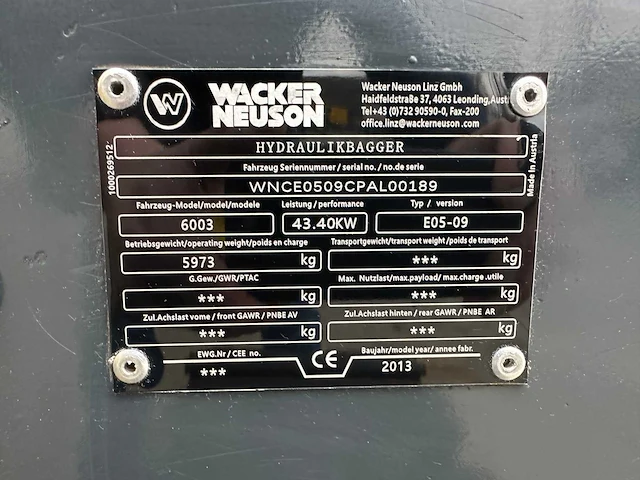 W
WACKER
NEUSON
Wacker Neuson Linz Gmbh
Haidfeldstraße 37, 4063 Leonding,Aust
Tel+43 (0)732 90590-0, Fax-200
office.linz@wackerneuson.com
1000269512
HYDRAULIKBAGGER
Fahrzeug Seriennummer / serial no. / no.de serie
WNCE0509CPAL00189
Fahrzeug-Model/model/modele
Leistung /performance
Typ / version
6003
43.40KW
E05-09
Betriebsgewicht/operating weight/poids en charge
Transportgewicht/transport weight /poids de transport
5973 kg
*** kg
G.Gew./GWR/PTAC
Max. Nutzlast/max.payload/ max.charge .utile
*** kg
*** kg
Zul.Achslast vorne / front GAWR / PNBE AV
Zul.Achslast hinten / rear GAWR / PNBE AR
*** kg
*** kg
EWG.Nr / CEE no.
CE
Baujahr/model year/ annee fabr.
***
2013
Made in Austria